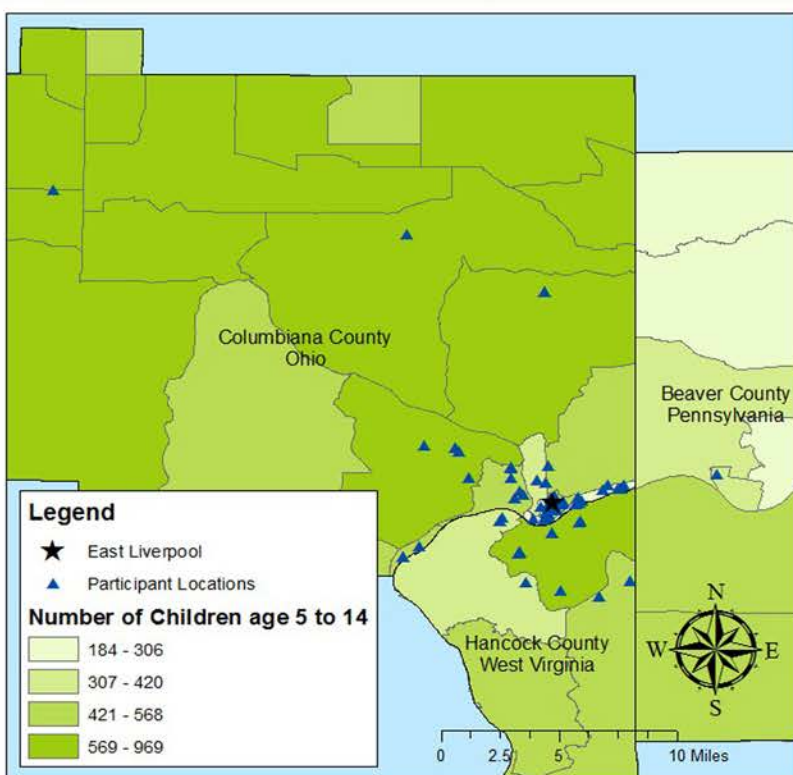 Columbiana County
Ohio
Beaver County
Pennsylvania
Hancock County
West Virginia
Legend
East Liverpool
Participant Locations
Number of Children age 5 to 14
184 - 306
307 - 420
421 - 568
569 - 969
N
W E
S
0 2.5 5 10 Miles